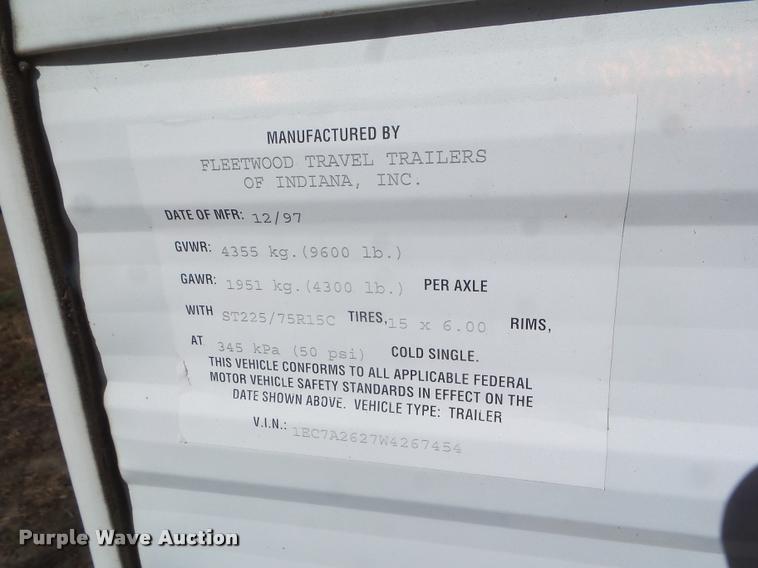 MANUFACTURED BY
FLEETWOOD TRAVEL TRAILERS
OF INDIANA, INC.
DATE OF MFR: 12/97
GVWR: 4355 kg.(9600 lb.)
GAWR: 1951 kg.(4300 lb.) PER AXLE
WITH ST225/75R15C TIRES, 15 x 6.00 RIMS,
AT 345 kPa (50 psi) COLD SINGLE.
THIS VEHICLE CONFORMS TO ALL APPLICABLE FEDERAL
MOTOR VEHICLE SAFETY STANDARDS IN EFFECT ON THE
DATE SHOWN ABOVE. VEHICLE TYPE: TRAILER
V.I.N.: 1EC7A2627W4267454
Purple Wave Auction